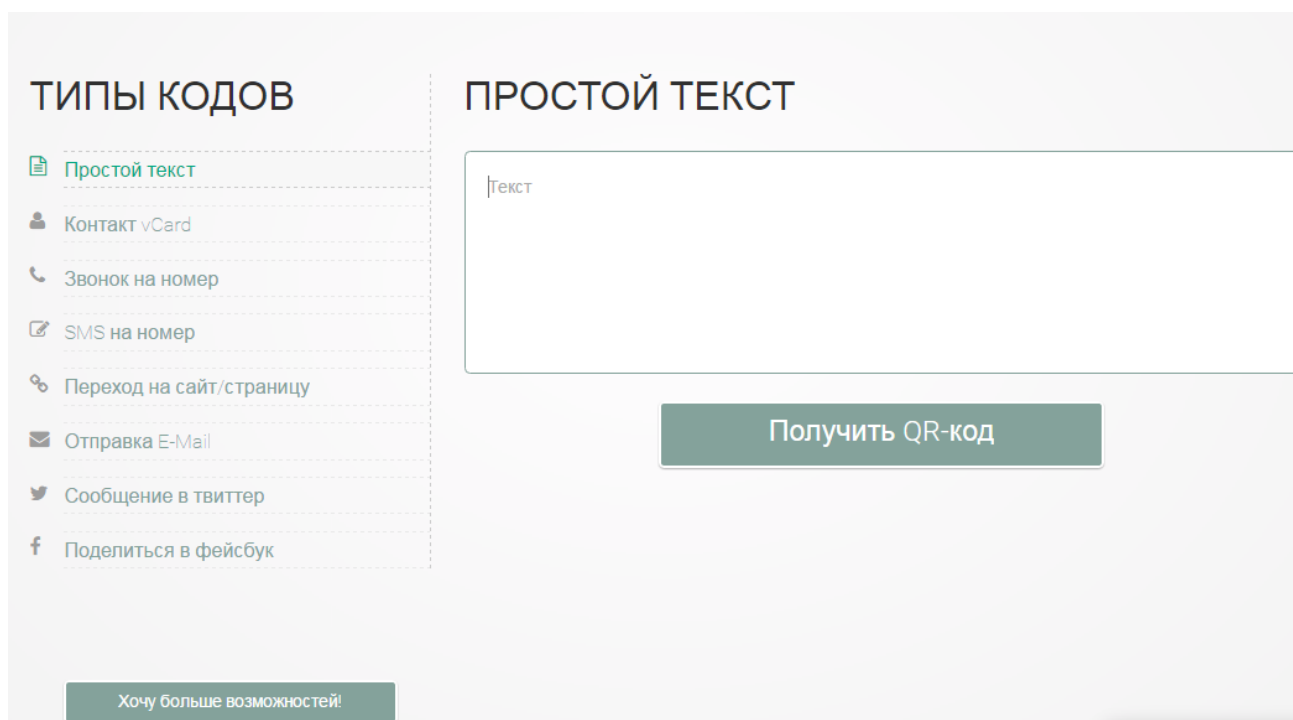 ТИПЫ КОДОВ
Простой текст
Контакт vCard
Звонок на номер
SMS на номер
Переход на сайт/страницу
Отправка E-Mail
Сообщение в твиттер
Поделиться в фейсбук
Хочу больше возможностей!
ПРОСТОЙ ТЕКСТ
Текст
Получить QR-код